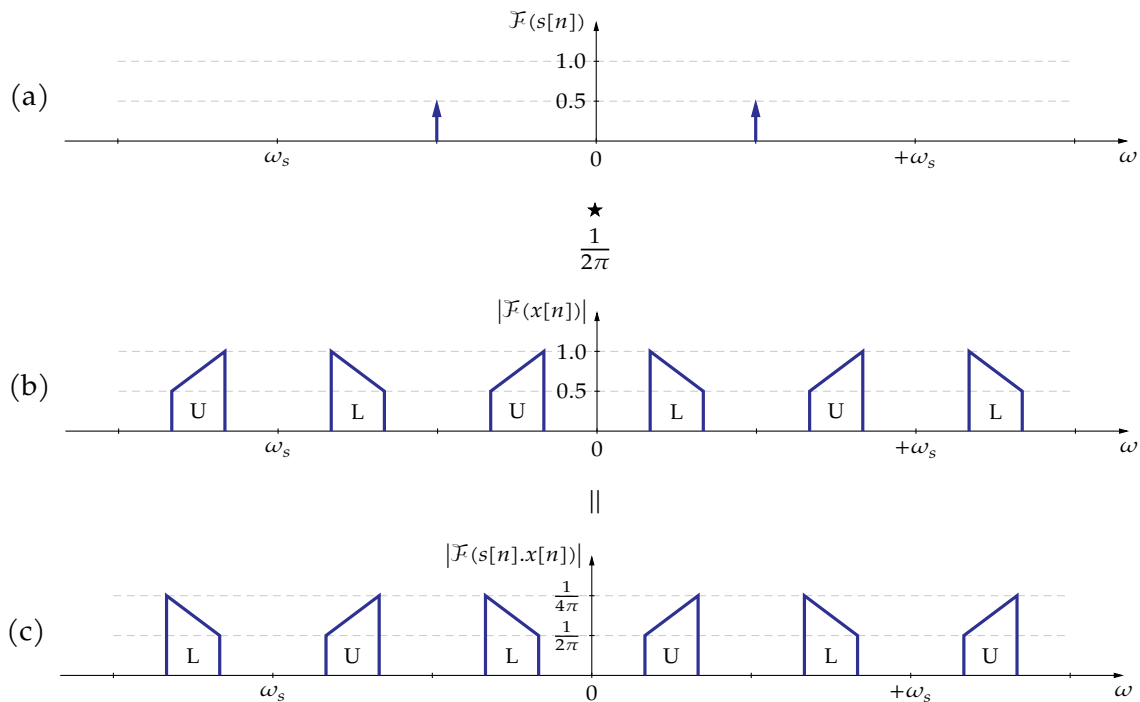 ℱ(s[n])
1.0
(a)
0.5
ω_s 0 +ω_s ω
★
1/2π
|ℱ(x[n])|
1.0
(b)
0.5
U L U L U L
ω_s 0 +ω_s ω
||
|ℱ(s[n].x[n])|
1/4π
(c)
1/2π
L U L U L U
ω_s 0 +ω_s ω